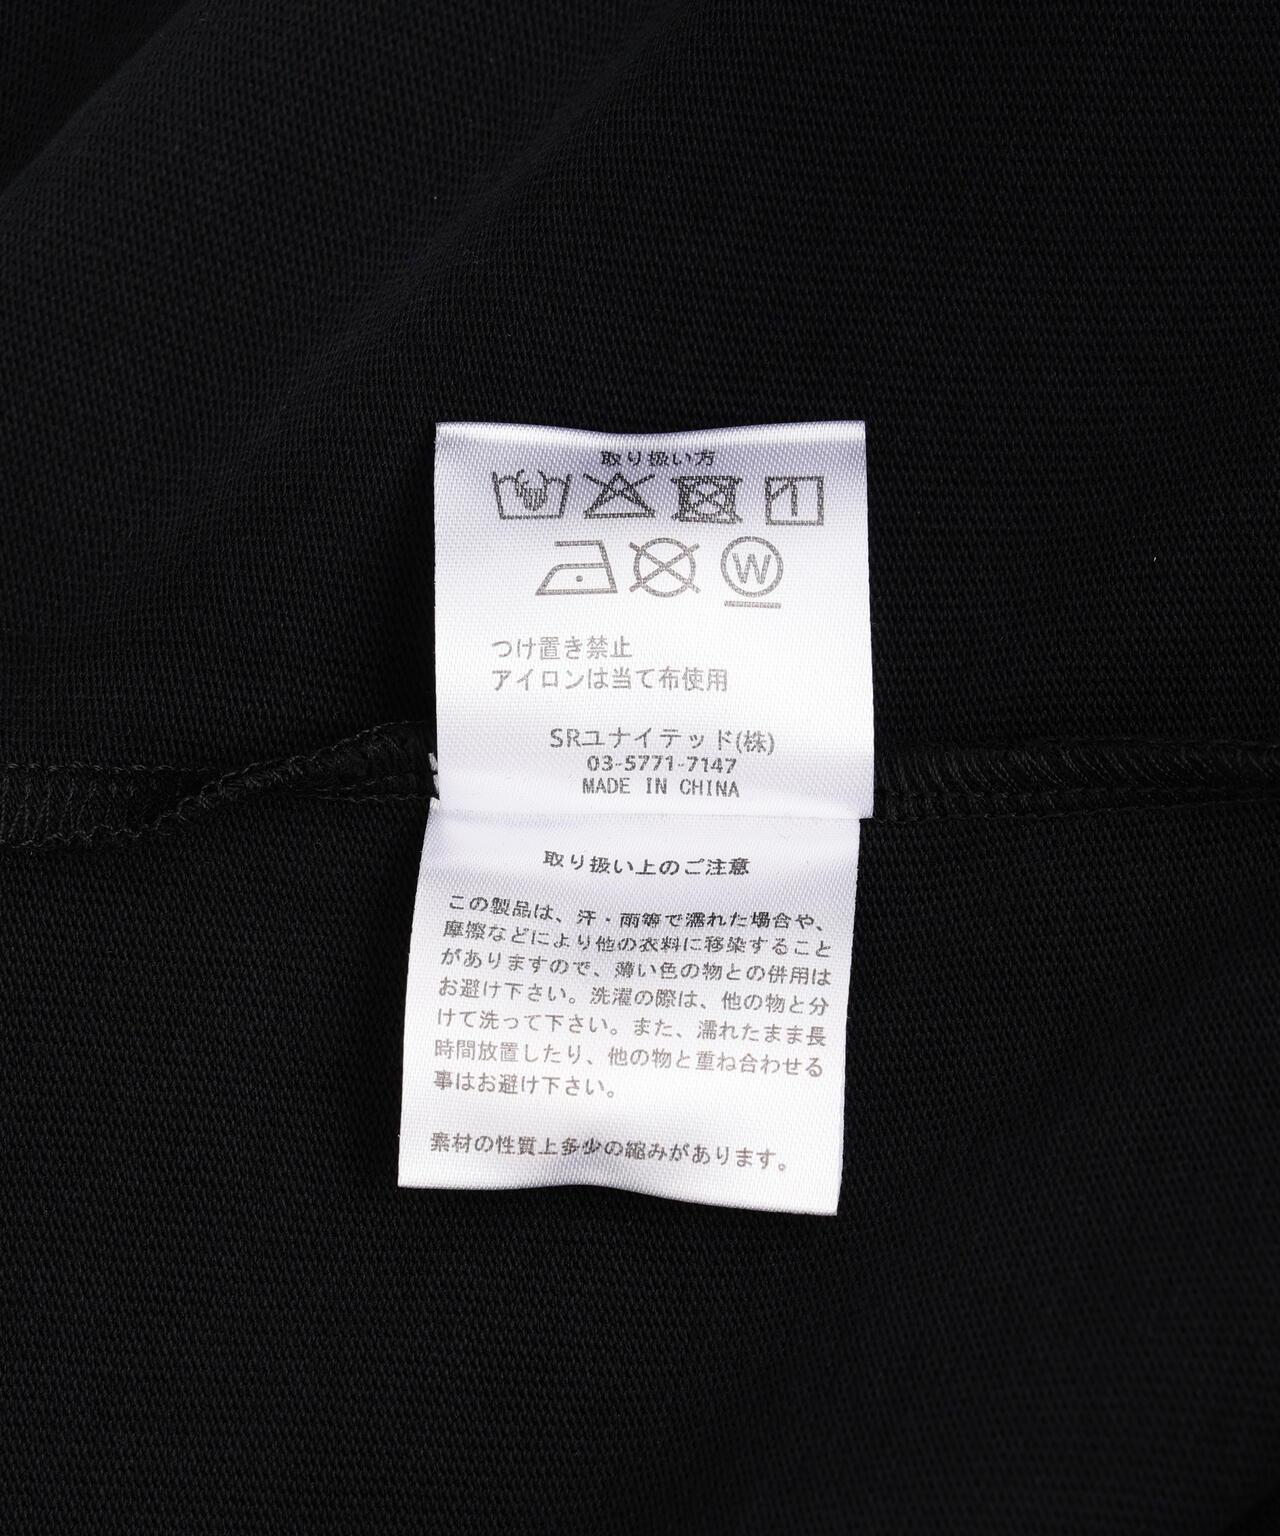 取り扱い方
W
つけ置き禁止
アイロンは当て布使用
SRユナイテッド(株)
03-5771-7147
MADE IN CHINA
取り扱い上のご注意
この製品は、汗・雨等で濡れた場合や、
摩擦などにより他の衣料に移染すること
がありますので、薄い色の物との併用は
お避け下さい。洗濯の際は、他の物と分
けて洗って下さい。また、濡れたまま長
時間放置したり、他の物と重ね合わせる
事はお避け下さい。
素材の性質上多少の縮みがあります。